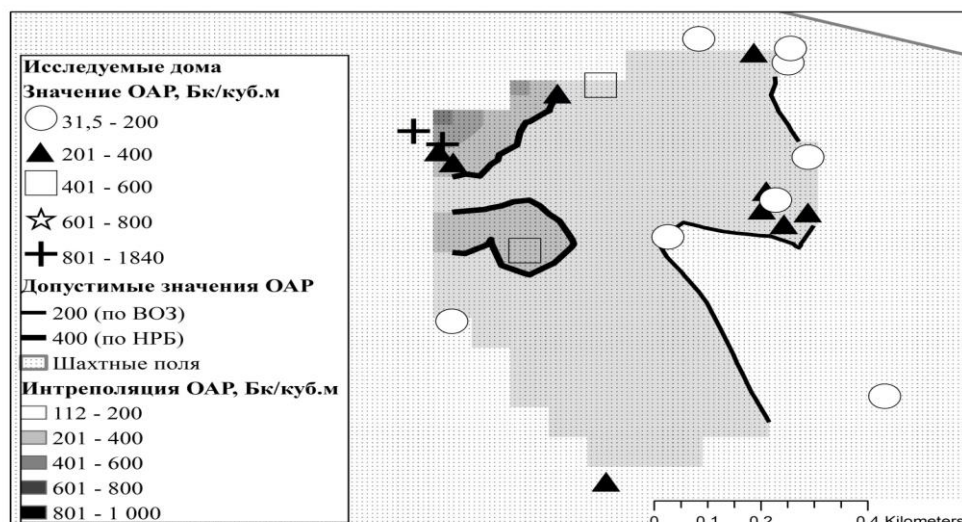 Исследуемые дома
Значение ОАР, Бк/куб.м
31,5 - 200
201 - 400
401 - 600
601 - 800
801 - 1840
Допустимые значения ОАР
200 (по ВОЗ)
400 (по НРБ)
Шахтные поля
Интреполяция ОАР, Бк/куб.м
112 - 200
201 - 400
401 - 600
601 - 800
801 - 1 000
0 0,1 0,2 0,4 Kilometers